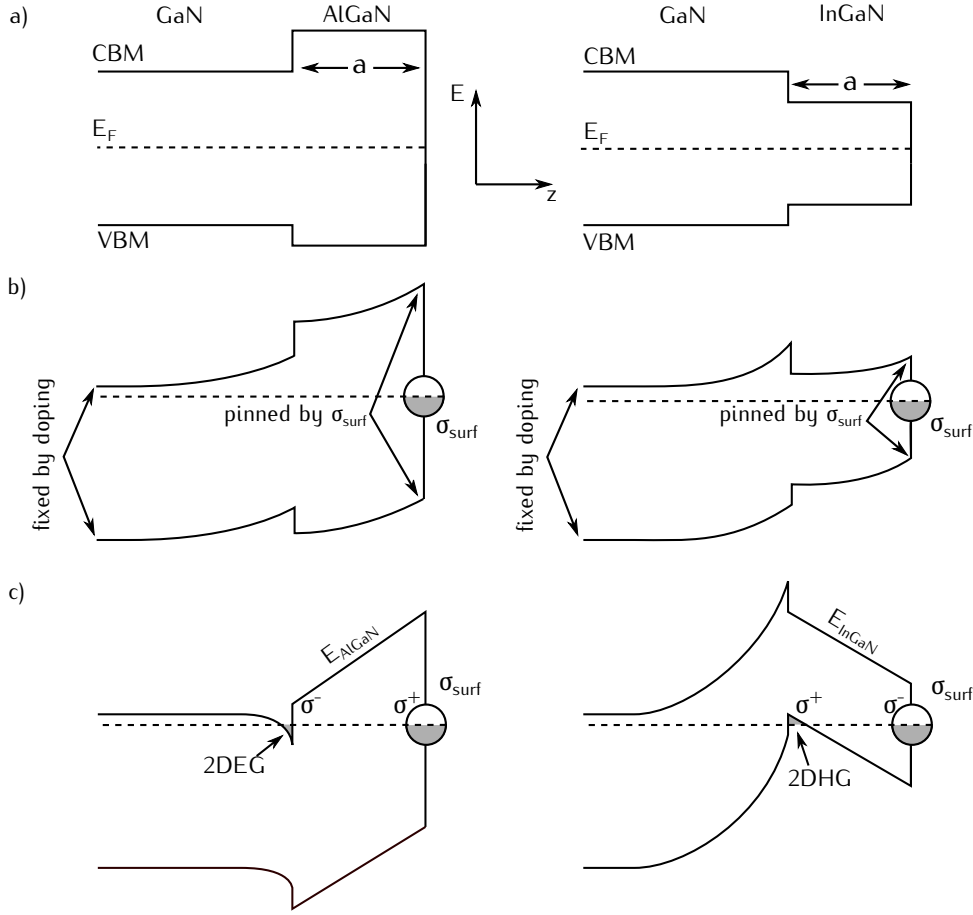 a)
GaN AlGaN GaN InGaN
CBM a E CBM a
E_F E_F
z
VBM VBM
b)
fixed by doping pinned by σ_surf σ_surf fixed by doping pinned by σ_surf σ_surf
c)
E_AlGaN E_InGaN
σ⁻ σ⁺ σ_surf σ⁺ σ⁻ σ_surf
2DEG 2DHG